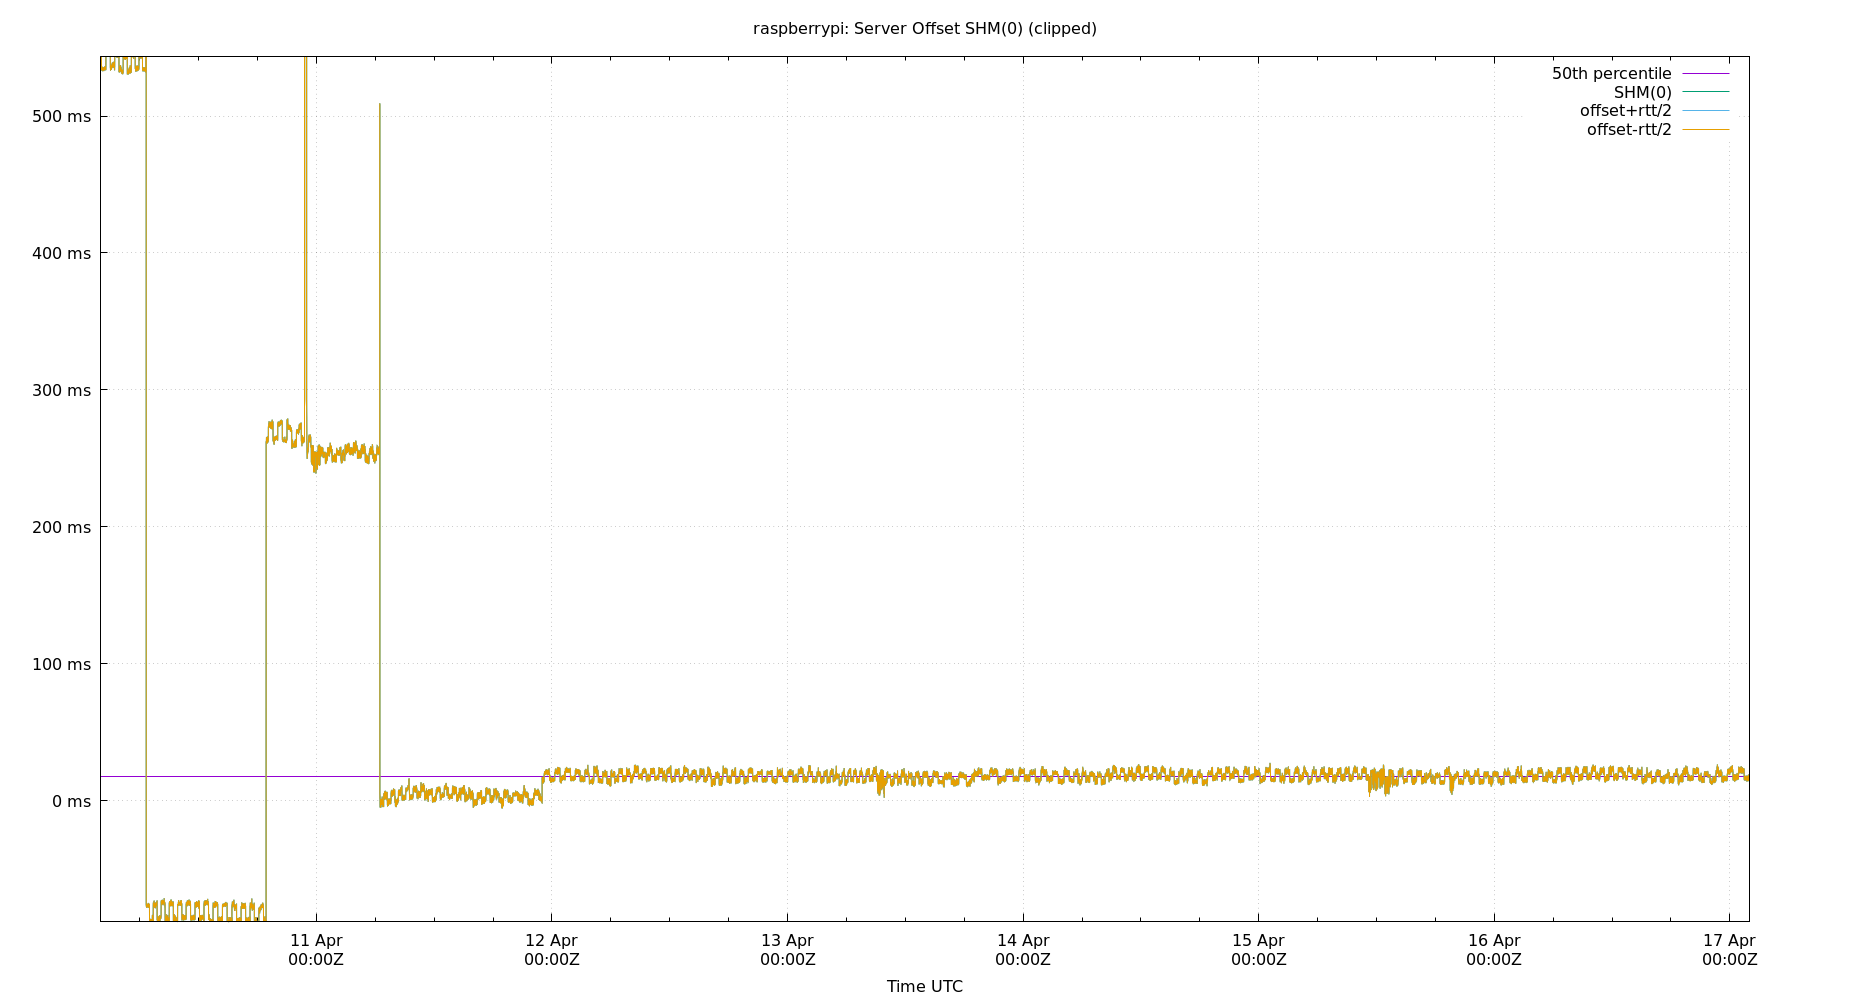 raspberrypi: Server Offset SHM(0) (clipped)
50th percentile
SHM(0)
offset+rtt/2
offset-rtt/2
500 ms
400 ms
300 ms
200 ms
100 ms
0 ms
11 Apr 12 Apr 13 Apr 14 Apr 15 Apr 16 Apr 17 Apr
00:00Z 00:00Z 00:00Z 00:00Z 00:00Z 00:00Z 00:00Z
Time UTC